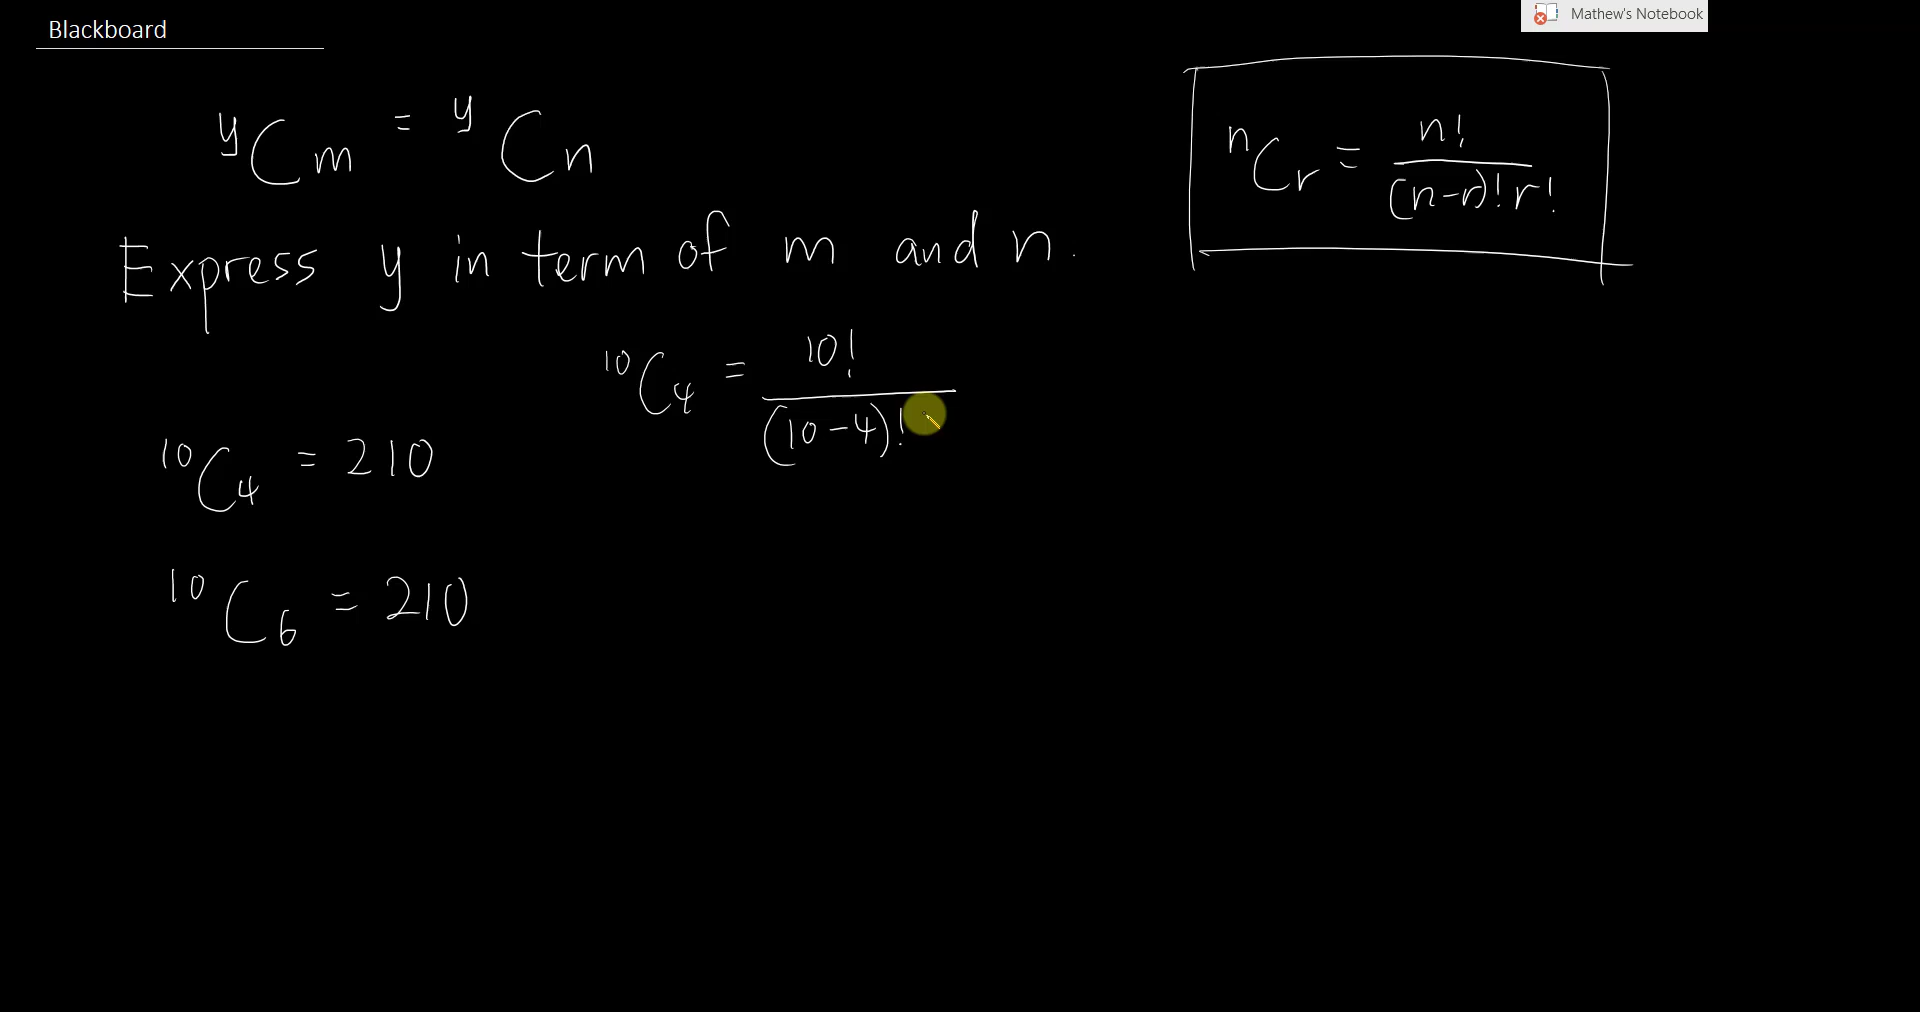 Blackboard
Mathew's Notebook
ʸCₘ = ʸCₙ
ⁿCᵣ = n! / (n-r)! r!
Express y in term of m and n.
¹⁰C₄ = 10! / (10-4)!
¹⁰C₄ = 210
¹⁰C₆ = 210